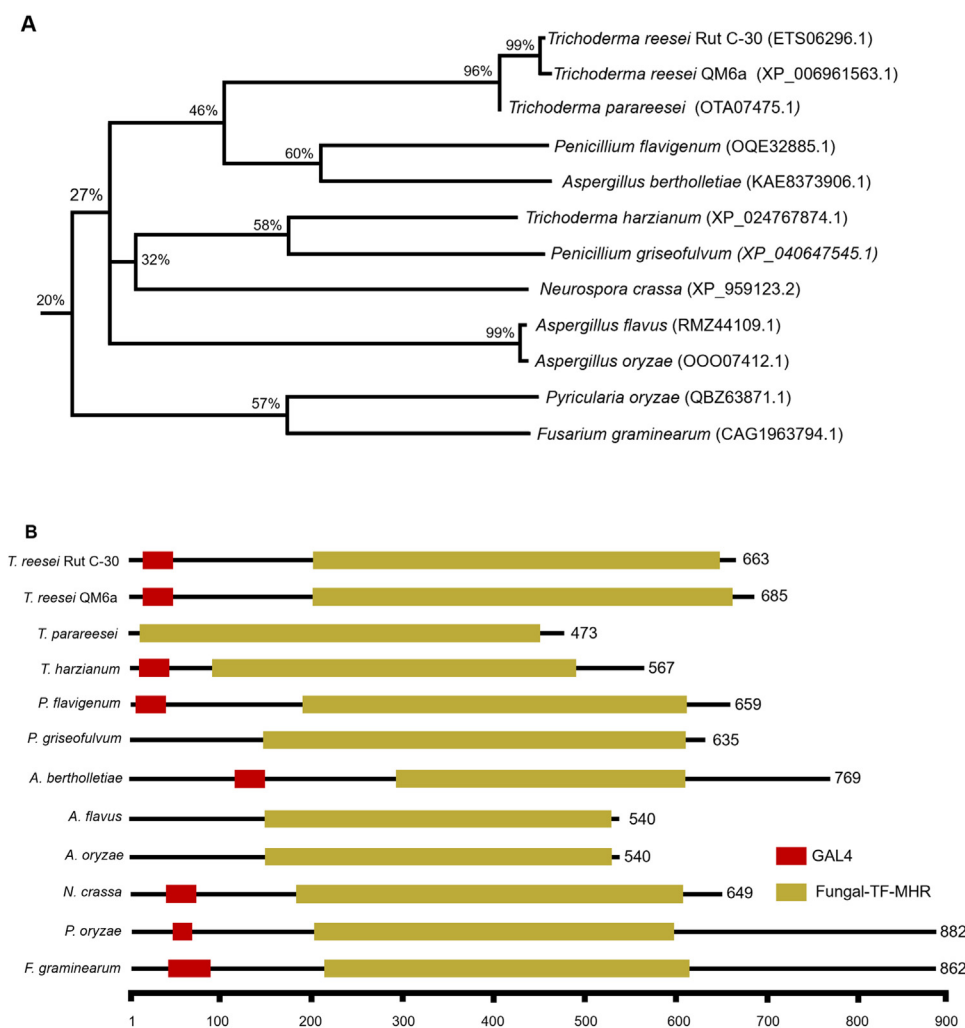 A
99%
Trichoderma reesei Rut C-30 (ETS06296.1)
96%
Trichoderma reesei QM6a (XP_006961563.1)
Trichoderma parareesei (OTA07475.1)
46%
60%
Penicillium flavigenum (OQE32885.1)
Aspergillus bertholletiae (KAE8373906.1)
27%
58%
Trichoderma harzianum (XP_024767874.1)
32%
Penicillium griseofulvum (XP_040647545.1)
Neurospora crassa (XP_959123.2)
20%
99%
Aspergillus flavus (RMZ44109.1)
Aspergillus oryzae (OOO07412.1)
57%
Pyricularia oryzae (QBZ63871.1)
Fusarium graminearum (CAG1963794.1)
B
T. reesei Rut C-30 663
T. reesei QM6a 685
T. parareesei 473
T. harzianum 567
P. flavigenum 659
P. griseofulvum 635
A. bertholletiae 769
A. flavus 540
A. oryzae 540
GAL4
N. crassa 649
Fungal-TF-MHR
P. oryzae 882
F. graminearum 862
1 100 200 300 400 500 600 700 800 900